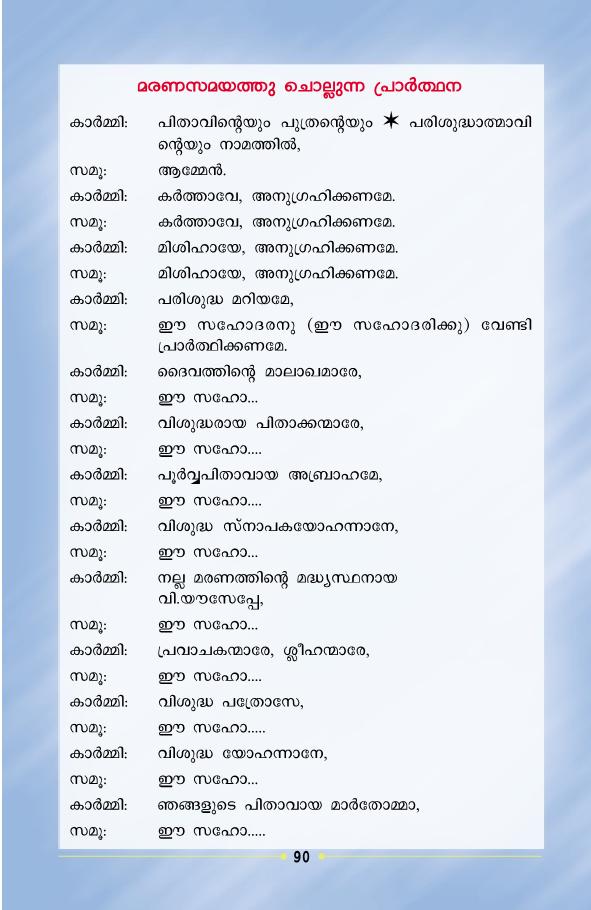 മരണസമയത്തു ചൊല്ലുന്ന പ്രാർത്ഥന
കാർമ്മി: പിതാവിന്റെയും പുത്രന്റെയും ✶ പരിശുദ്ധാത്മാവി
ന്റെയും നാമത്തിൽ,
സമൂ: ആമ്മേൻ.
കാർമ്മി: കർത്താവേ, അനുഗ്രഹിക്കണമേ.
സമൂ: കർത്താവേ, അനുഗ്രഹിക്കണമേ.
കാർമ്മി: മിശിഹായേ, അനുഗ്രഹിക്കണമേ.
സമൂ: മിശിഹായേ, അനുഗ്രഹിക്കണമേ.
കാർമ്മി: പരിശുദ്ധ മറിയമേ,
സമൂ: ഈ സഹോദരനു (ഈ സഹോദരിക്കു) വേണ്ടി
പ്രാർത്ഥിക്കണമേ.
കാർമ്മി: ദൈവത്തിന്റെ മാലാഖമാരേ,
സമൂ: ഈ സഹോ...
കാർമ്മി: വിശുദ്ധരായ പിതാക്കന്മാരേ,
സമൂ: ഈ സഹോ....
കാർമ്മി: പൂർവ്വപിതാവായ അബ്രാഹമേ,
സമൂ: ഈ സഹോ....
കാർമ്മി: വിശുദ്ധ സ്നാപകയോഹന്നാനേ,
സമൂ: ഈ സഹോ...
കാർമ്മി: നല്ല മരണത്തിന്റെ മദ്ധ്യസ്ഥനായ
വി.യൗസേപ്പേ,
സമൂ: ഈ സഹോ...
കാർമ്മി: പ്രവാചകന്മാരേ, ശ്ലീഹന്മാരേ,
സമൂ: ഈ സഹോ....
കാർമ്മി: വിശുദ്ധ പത്രോസേ,
സമൂ: ഈ സഹോ.....
കാർമ്മി: വിശുദ്ധ യോഹന്നാനേ,
സമൂ: ഈ സഹോ...
കാർമ്മി: ഞങ്ങളുടെ പിതാവായ മാർതോമ്മാ,
സമൂ: ഈ സഹോ.....
90